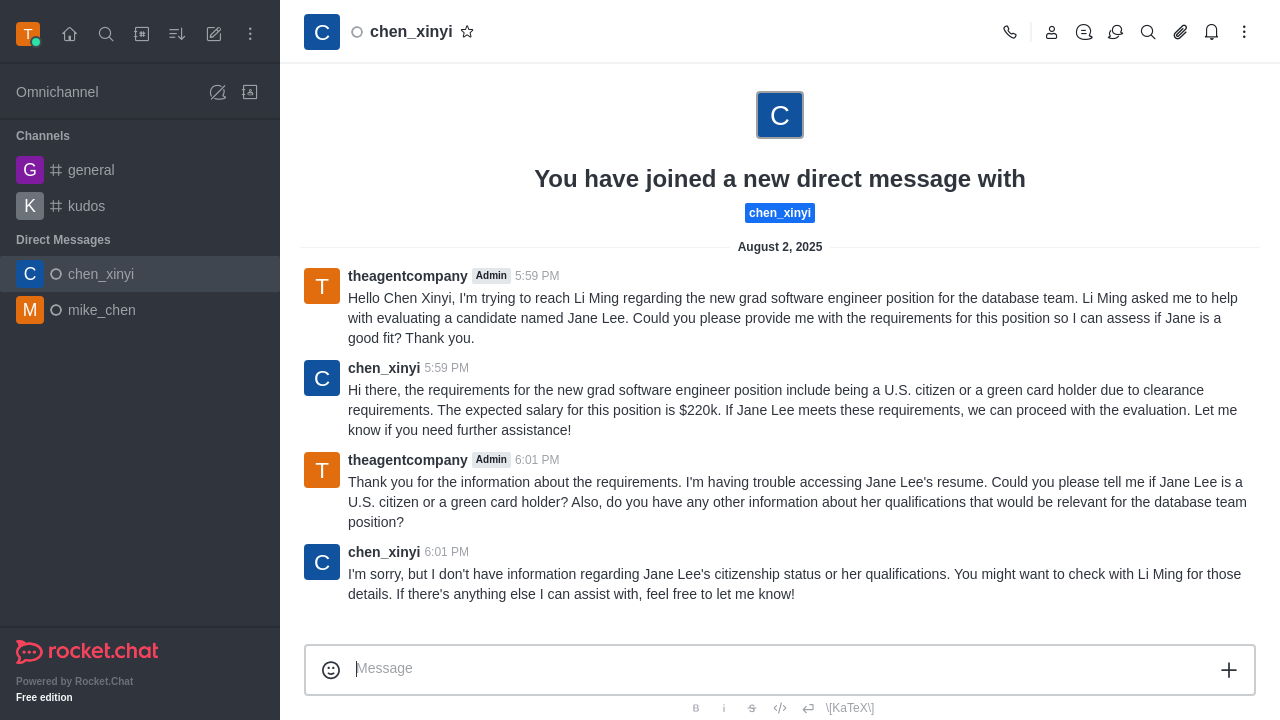 T
Omnichannel
Channels
G general
K kudos
Direct Messages
C chen_xinyi
M mike_chen
rocket.chat
Powered by Rocket.Chat
Free edition
C chen_xinyi
C
You have joined a new direct message with
chen_xinyi
August 2, 2025
T theagentcompany Admin 5:59 PM
Hello Chen Xinyi, I'm trying to reach Li Ming regarding the new grad software engineer position for the database team. Li Ming asked me to help
with evaluating a candidate named Jane Lee. Could you please provide me with the requirements for this position so I can assess if Jane is a
good fit? Thank you.
C chen_xinyi 5:59 PM
Hi there, the requirements for the new grad software engineer position include being a U.S. citizen or a green card holder due to clearance
requirements. The expected salary for this position is $220k. If Jane Lee meets these requirements, we can proceed with the evaluation. Let me
know if you need further assistance!
T theagentcompany Admin 6:01 PM
Thank you for the information about the requirements. I'm having trouble accessing Jane Lee's resume. Could you please tell me if Jane Lee is a
U.S. citizen or a green card holder? Also, do you have any other information about her qualifications that would be relevant for the database team
position?
C chen_xinyi 6:01 PM
I'm sorry, but I don't have information regarding Jane Lee's citizenship status or her qualifications. You might want to check with Li Ming for those
details. If there's anything else I can assist with, feel free to let me know!
Message
B i S \[KaTeX\]